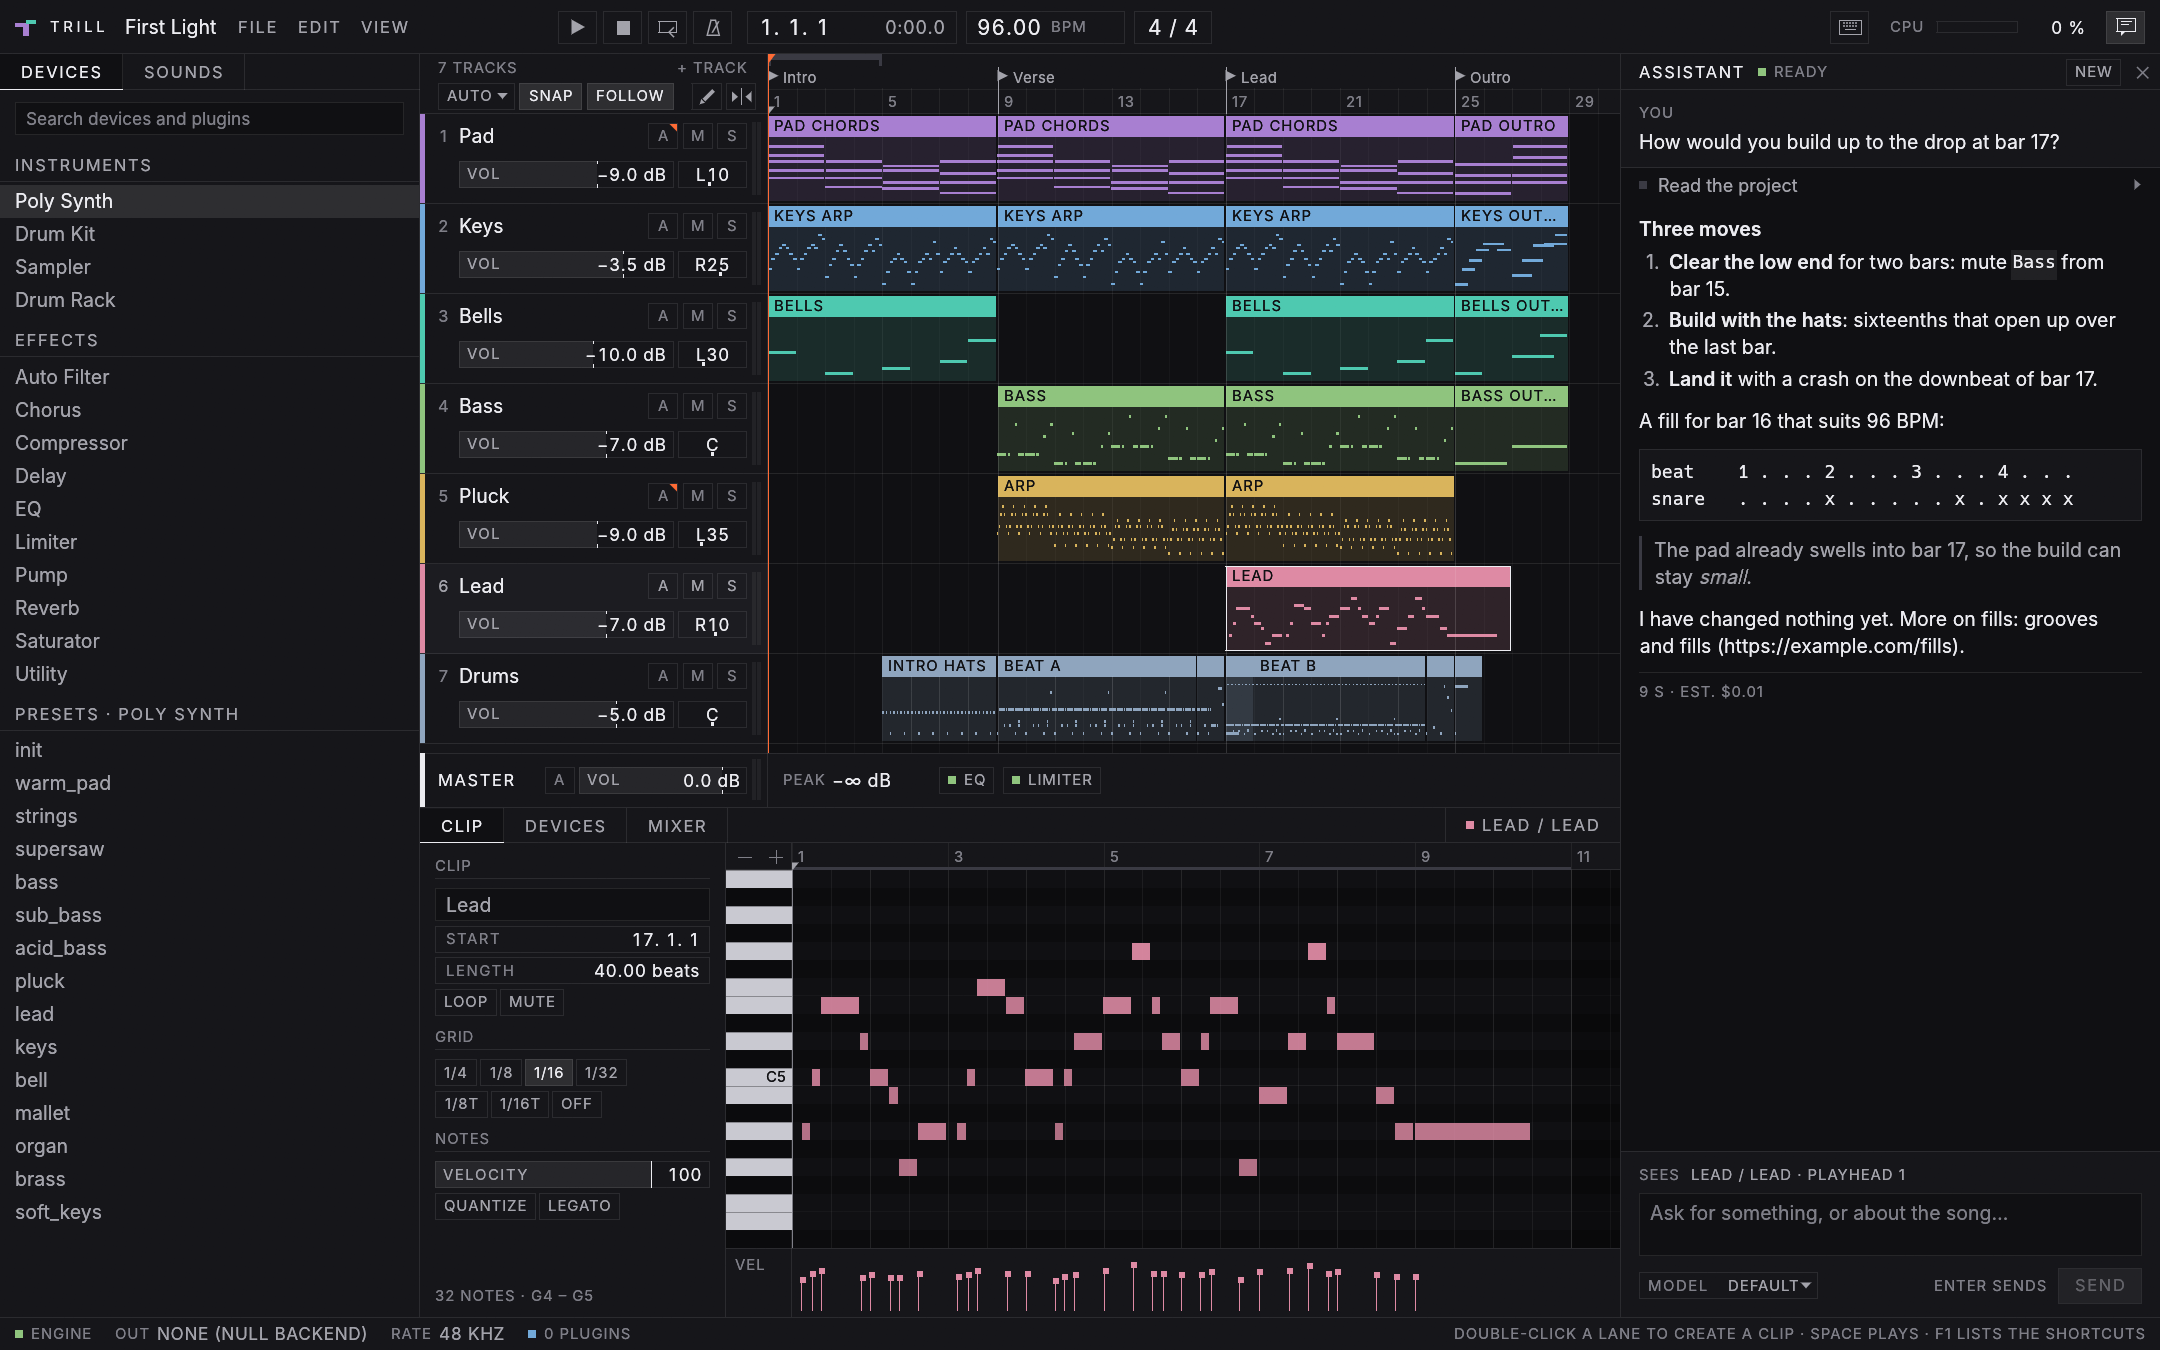 TRILL First Light FILE EDIT VIEW
1. 1. 1 0:00.0 96.00 BPM 4 / 4
CPU 0 %
DEVICES SOUNDS
Search devices and plugins
INSTRUMENTS
Poly Synth
Drum Kit
Sampler
Drum Rack
EFFECTS
Auto Filter
Chorus
Compressor
Delay
EQ
Limiter
Pump
Reverb
Saturator
Utility
PRESETS · POLY SYNTH
init
warm_pad
strings
supersaw
bass
sub_bass
acid_bass
pluck
lead
keys
bell
mallet
organ
brass
soft_keys
7 TRACKS + TRACK
AUTO SNAP FOLLOW
Intro Verse Lead Outro
1 5 9 13 17 21 25 29
1 Pad A M S
VOL −9.0 dB L10
PAD CHORDS PAD CHORDS PAD CHORDS PAD OUTRO
2 Keys A M S
VOL −3.5 dB R25
KEYS ARP KEYS ARP KEYS ARP KEYS OUT...
3 Bells A M S
VOL −10.0 dB L30
BELLS BELLS BELLS OUT...
4 Bass A M S
VOL −7.0 dB C
BASS BASS BASS OUT...
5 Pluck A M S
VOL −9.0 dB L35
ARP ARP
6 Lead A M S
VOL −7.0 dB R10
LEAD
7 Drums A M S
VOL −5.0 dB C
INTRO HATS BEAT A BEAT B
MASTER A VOL 0.0 dB PEAK −∞ dB EQ LIMITER
CLIP DEVICES MIXER LEAD / LEAD
CLIP
Lead
START 17. 1. 1
LENGTH 40.00 beats
LOOP MUTE
GRID
1/4 1/8 1/16 1/32
1/8T 1/16T OFF
NOTES
VELOCITY 100
QUANTIZE LEGATO
32 NOTES · G4 – G5
1 3 5 7 9 11
C5
VEL
ASSISTANT READY NEW
YOU
How would you build up to the drop at bar 17?
Read the project
Three moves
1. Clear the low end for two bars: mute Bass from
bar 15.
2. Build with the hats: sixteenths that open up over
the last bar.
3. Land it with a crash on the downbeat of bar 17.
A fill for bar 16 that suits 96 BPM:
beat 1 . . . 2 . . . 3 . . . 4 . . .
snare . . . . x . . . . . x . x x x x
The pad already swells into bar 17, so the build can
stay small.
I have changed nothing yet. More on fills: grooves
and fills (https://example.com/fills).
9 S · EST. $0.01
SEES LEAD / LEAD · PLAYHEAD 1
Ask for something, or about the song...
MODEL DEFAULT ENTER SENDS SEND
ENGINE OUT NONE (NULL BACKEND) RATE 48 KHZ 0 PLUGINS
DOUBLE-CLICK A LANE TO CREATE A CLIP · SPACE PLAYS · F1 LISTS THE SHORTCUTS